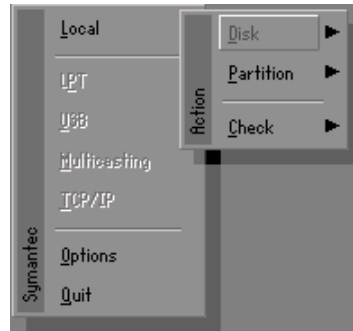 Local
LPT
USB
Multicasting
TCP/IP
Options
Quit
Symantec
Disk
Partition
Check
Action